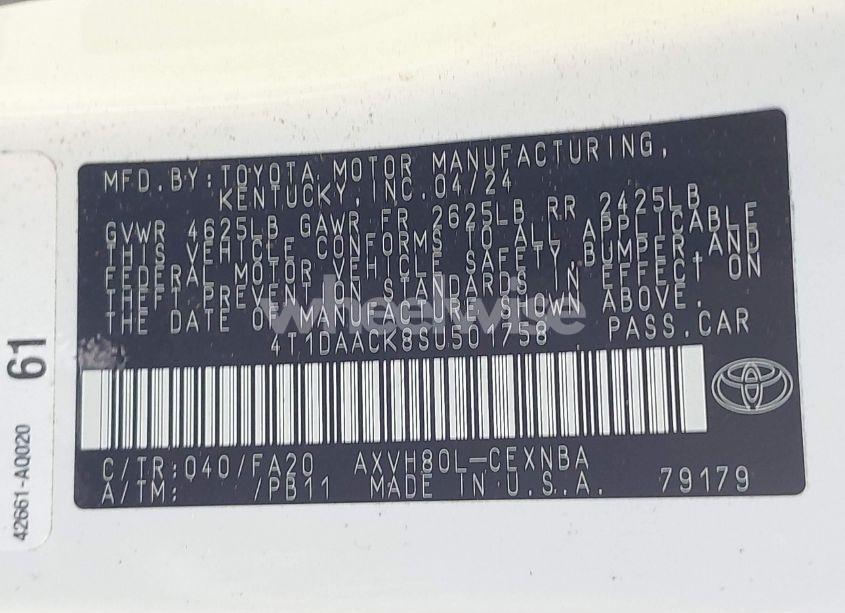 MFD.BY:TOYOTA MOTOR MANUFACTURING,
KENTUCKY,INC.04/24
GVWR 4625LB GAWR FR 2625LB RR 2425LB
THIS VEHICLE CONFORMS TO ALL APPLICABLE
FEDERAL MOTOR VEHICLE SAFETY,BUMPER,AND
THEFT PREVENTION STANDARDS IN EFFECT ON
THE DATE OF MANUFACTURE SHOWN ABOVE.
4T1DAACK8SU501758 PASS.CAR
C/TR:040/FA20 AXVH80L-CEXNBA
A/TM: /PB11 MADE IN U.S.A. 79179
61
42661-A0020
wheelwise